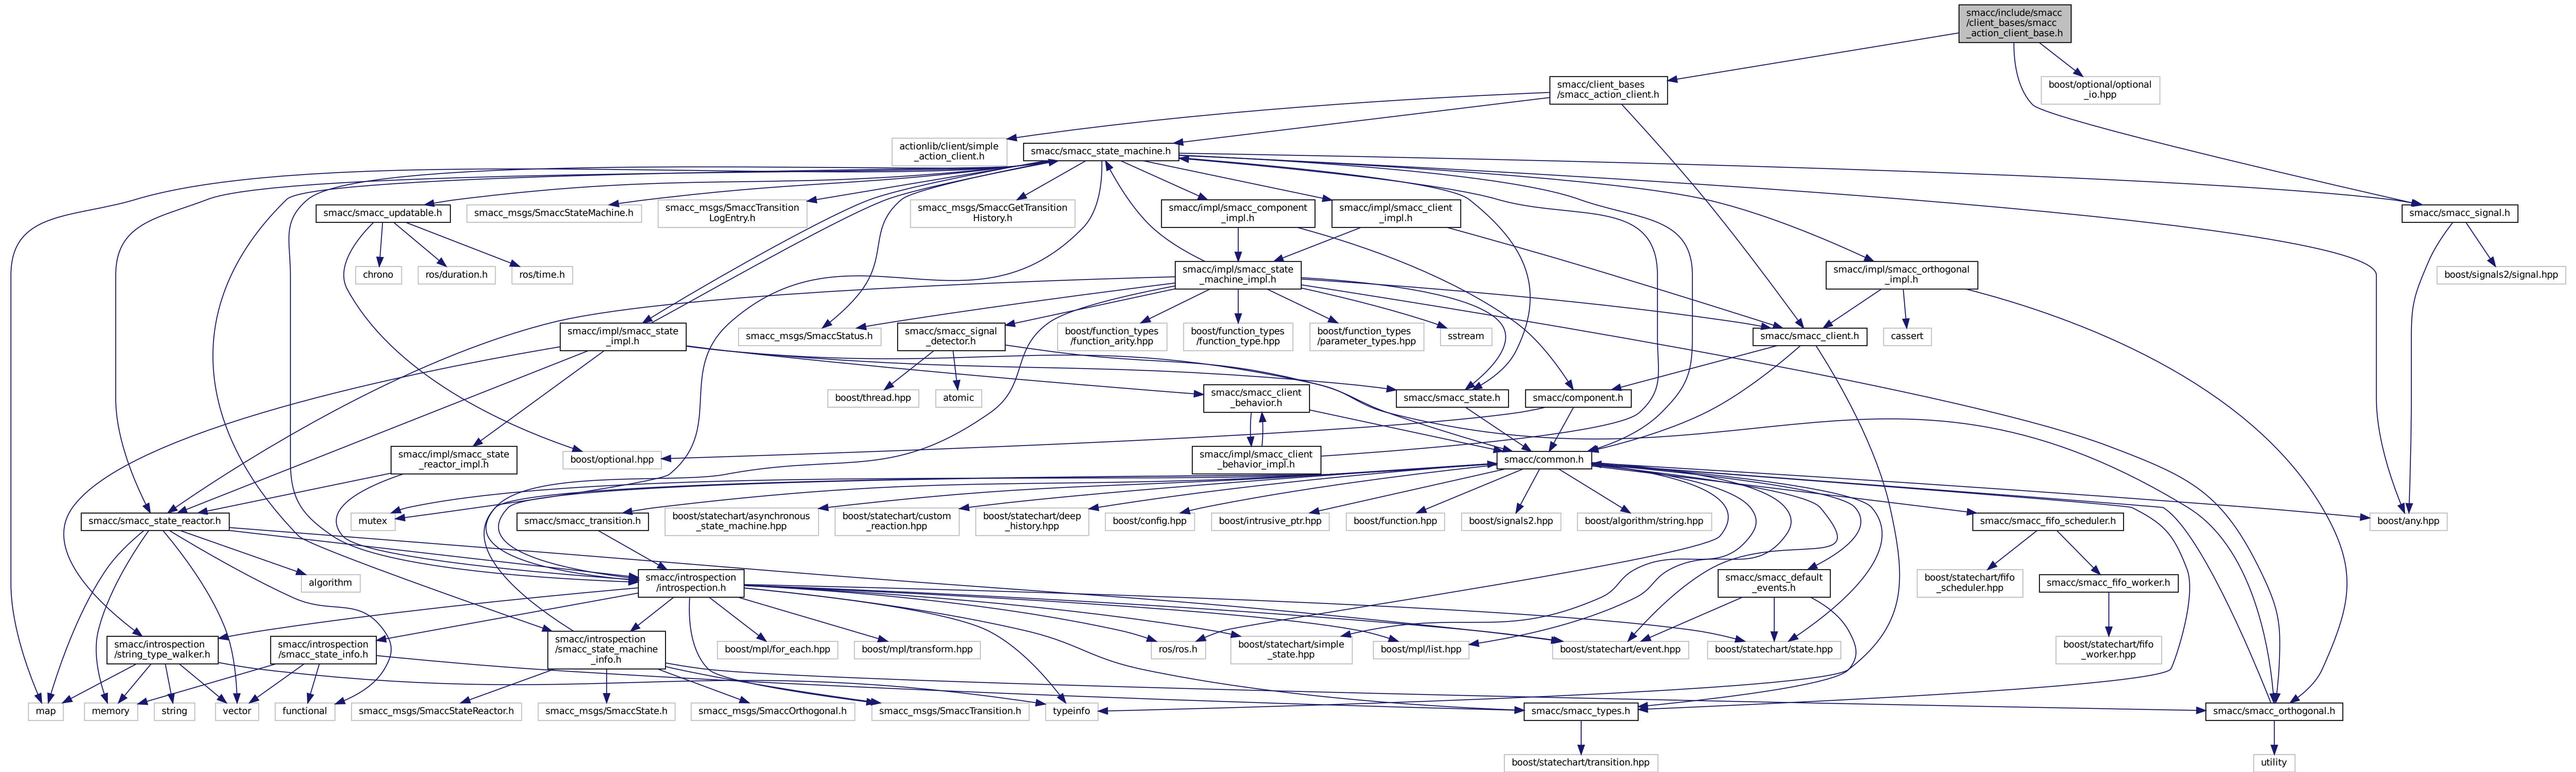 smacc/include/smacc
/client_bases/smacc
_action_client_base.h
smacc/client_bases
/smacc_action_client.h
boost/optional/optional
_io.hpp
actionlib/client/simple
_action_client.h
smacc/smacc_state_machine.h
smacc/smacc_updatable.h
smacc_msgs/SmaccStateMachine.h
smacc_msgs/SmaccTransition
LogEntry.h
smacc_msgs/SmaccGetTransition
History.h
smacc/impl/smacc_component
_impl.h
smacc/impl/smacc_client
_impl.h
smacc/smacc_signal.h
chrono
ros/duration.h
ros/time.h
smacc/impl/smacc_state
_machine_impl.h
smacc/impl/smacc_orthogonal
_impl.h
boost/signals2/signal.hpp
smacc/impl/smacc_state
_impl.h
smacc_msgs/SmaccStatus.h
smacc/smacc_signal
_detector.h
boost/function_types
/function_arity.hpp
boost/function_types
/function_type.hpp
boost/function_types
/parameter_types.hpp
sstream
smacc/smacc_client.h
cassert
boost/thread.hpp
atomic
smacc/smacc_client
_behavior.h
smacc/smacc_state.h
smacc/component.h
smacc/impl/smacc_state
_reactor_impl.h
boost/optional.hpp
smacc/impl/smacc_client
_behavior_impl.h
smacc/common.h
smacc/smacc_state_reactor.h
mutex
smacc/smacc_transition.h
boost/statechart/asynchronous
_state_machine.hpp
boost/statechart/custom
_reaction.hpp
boost/statechart/deep
_history.hpp
boost/config.hpp
boost/intrusive_ptr.hpp
boost/function.hpp
boost/signals2.hpp
boost/algorithm/string.hpp
smacc/smacc_fifo_scheduler.h
boost/any.hpp
algorithm
smacc/introspection
/introspection.h
smacc/smacc_default
_events.h
boost/statechart/fifo
_scheduler.hpp
smacc/smacc_fifo_worker.h
smacc/introspection
/string_type_walker.h
smacc/introspection
/smacc_state_info.h
smacc/introspection
/smacc_state_machine
_info.h
boost/mpl/for_each.hpp
boost/mpl/transform.hpp
ros/ros.h
boost/statechart/simple
_state.hpp
boost/mpl/list.hpp
boost/statechart/event.hpp
boost/statechart/state.hpp
boost/statechart/fifo
_worker.hpp
map
memory
string
vector
functional
smacc_msgs/SmaccStateReactor.h
smacc_msgs/SmaccState.h
smacc_msgs/SmaccOrthogonal.h
smacc_msgs/SmaccTransition.h
typeinfo
smacc/smacc_types.h
smacc/smacc_orthogonal.h
boost/statechart/transition.hpp
utility